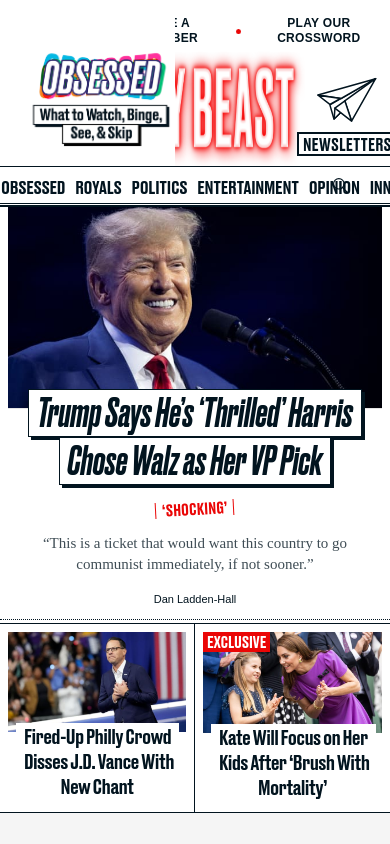 E A
BER
PLAY OUR
CROSSWORD
OBSESSED
What to Watch, Binge,
See, & Skip
Y BEAST
NEWSLETTERS
OBSESSED ROYALS POLITICS ENTERTAINMENT OPINION INN
Trump Says He’s ‘Thrilled’ Harris
Chose Walz as Her VP Pick
‘SHOCKING’
“This is a ticket that would want this country to go
communist immediately, if not sooner.”
Dan Ladden-Hall
Fired-Up Philly Crowd
Disses J.D. Vance With
New Chant
EXCLUSIVE
Kate Will Focus on Her
Kids After ‘Brush With
Mortality’